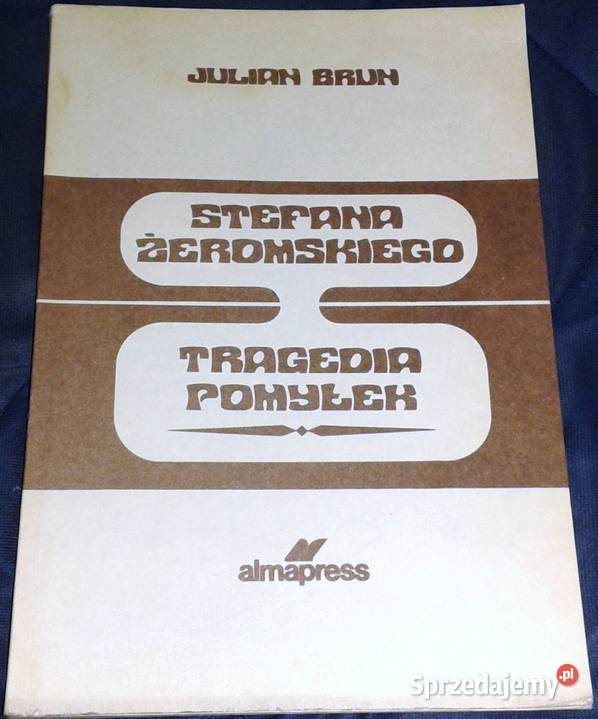 JULIAN BRUN
STEFANA
ŻEROMSKIEGO
TRAGEDIA
POMYŁEK
almapress
Sprzedajemy.pl